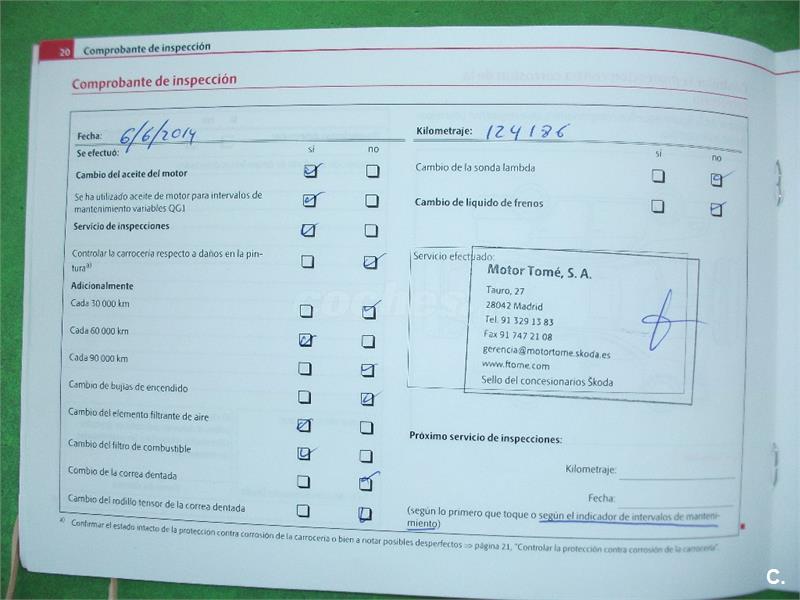 20 Comprobante de inspección
Comprobante de inspección
Fecha: 6/6/2014
Se efectuó: sí no
Cambio del aceite del motor
Se ha utilizado aceite de motor para intervalos de
mantenimiento variables QG1
Servicio de inspecciones
Controlar la carrocería respecto a daños en la pin-
tura a)
Adicionalmente
Cada 30 000 km
Cada 60 000 km
Cada 90 000 km
Cambio de bujías de encendido
Cambio del elemento filtrante de aire
Cambio del filtro de combustible
Combio de la correa dentada
Cambio del rodillo tensor de la correa dentada
Kilometraje: 124186
sí no
Cambio de la sonda lambda
Cambio de líquido de frenos
Servicio efectuado:
Motor Tomé, S. A.
Tauro, 27
28042 Madrid
Tel. 91 329 13 83
Fax 91 747 21 08
gerencia@motortome.skoda.es
www.ftome.com
Sello del concesionarios Škoda
Próximo servicio de inspecciones:
Kilometraje:
Fecha:
(según lo primero que toque o según el indicador de intervalos de manteni-
miento)
a) Confirmar el estado intacto de la protección contra corrosión de la carrocería o bien a notar posibles desperfectos ⇒ página 21, "Controlar la protección contra corrosión de la carrocería".
coches
C.